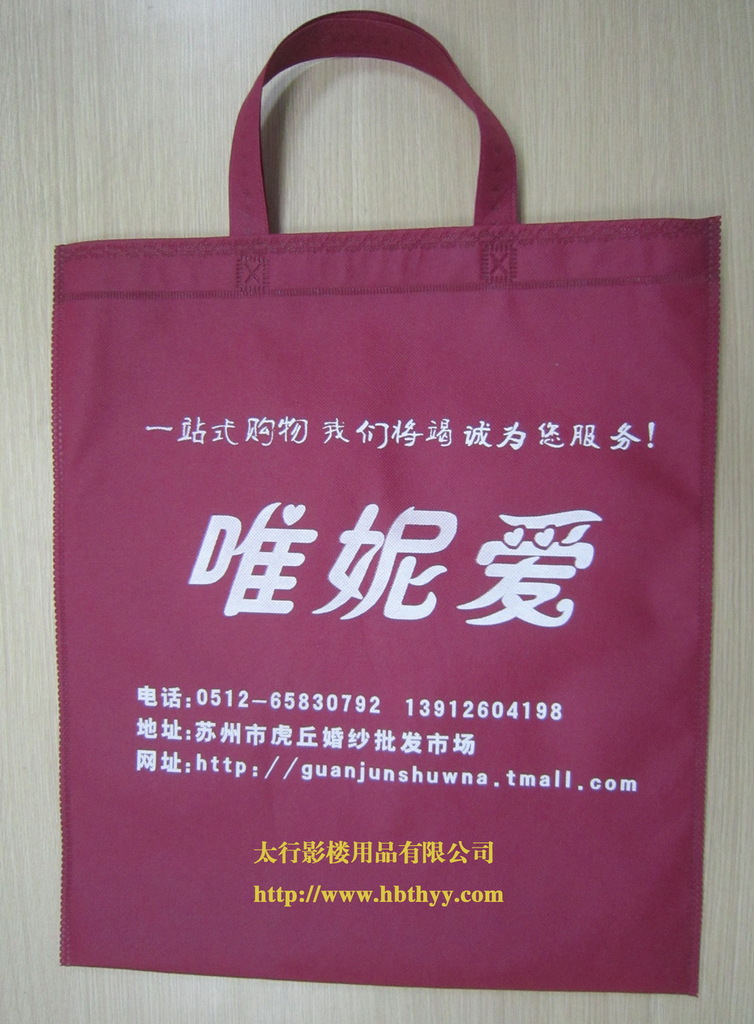 一站式购物 我们将竭诚为您服务!
唯妮爱
电话:0512-65830792 13912604198
地址:苏州市虎丘婚纱批发市场
网址:http://guanjunshuwna.tmall.com
太行影楼用品有限公司
http://www.hbthyy.com